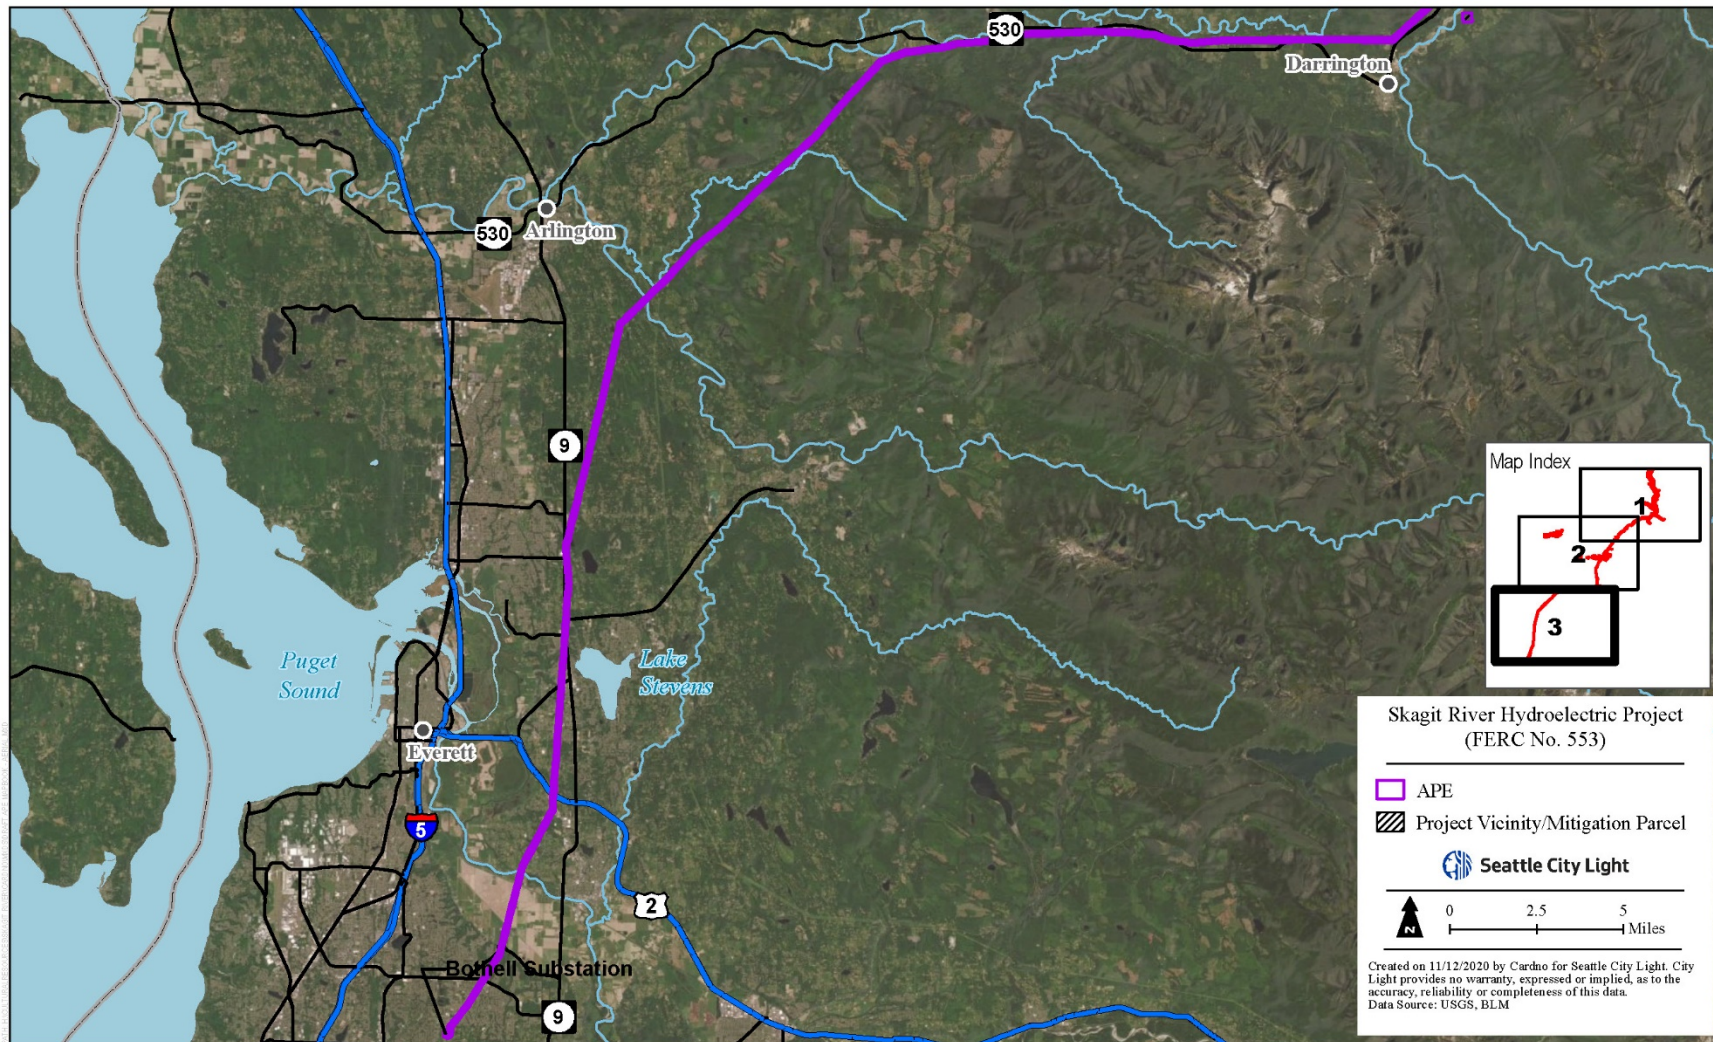 530
Darrington
Arlington
530
9
Map Index
1
2
3
Puget
Sound
Lake
Stevens
Everett
5
2
Bothell Substation
9
Skagit River Hydroelectric Project
(FERC No. 553)
APE
Project Vicinity/Mitigation Parcel
Seattle City Light
N
0 2.5 5
Miles
Created on 11/12/2020 by Cardno for Seattle City Light. City
Light provides no warranty, expressed or implied, as to the
accuracy, reliability or completeness of this data.
Data Source: USGS, BLM